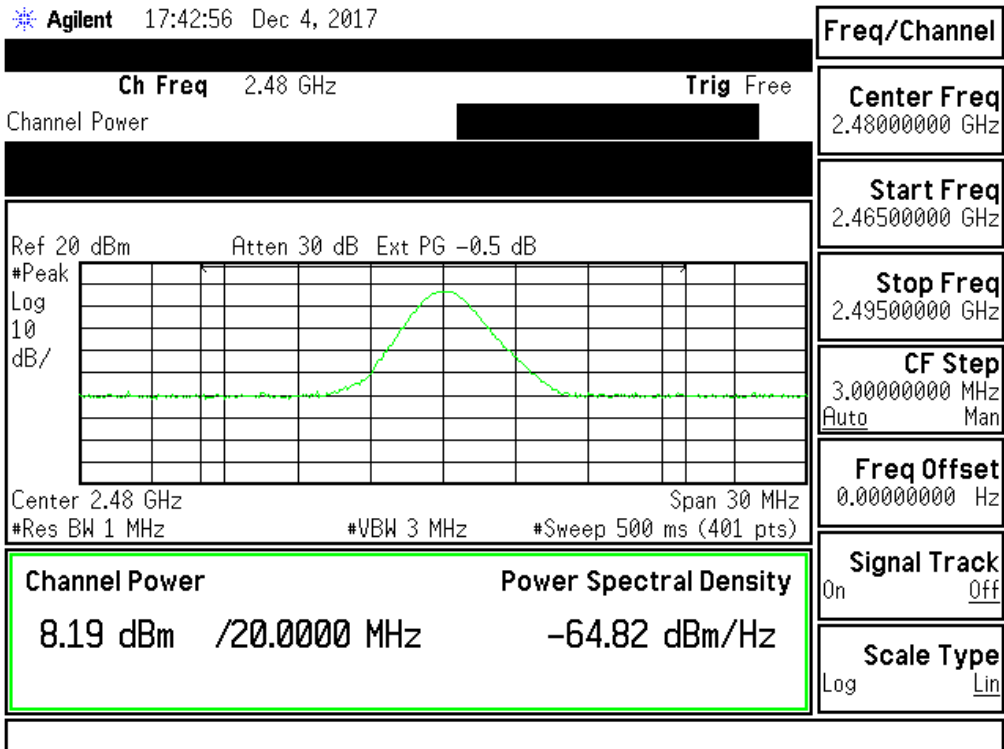 Agilent 17:42:56 Dec 4, 2017
Ch Freq 2.48 GHz Trig Free
Channel Power
Ref 20 dBm Atten 30 dB Ext PG -0.5 dB
#Peak
Log
10
dB/
Center 2.48 GHz Span 30 MHz
#Res BW 1 MHz #VBW 3 MHz #Sweep 500 ms (401 pts)
Channel Power Power Spectral Density
8.19 dBm /20.0000 MHz -64.82 dBm/Hz
Freq/Channel
Center Freq
2.48000000 GHz
Start Freq
2.46500000 GHz
Stop Freq
2.49500000 GHz
CF Step
3.00000000 MHz
Auto Man
Freq Offset
0.00000000 Hz
Signal Track
On Off
Scale Type
Log Lin